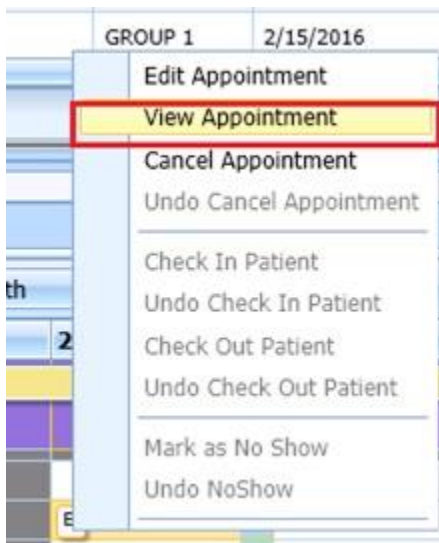 GROUP 1 2/15/2016
Edit Appointment
View Appointment
Cancel Appointment
Undo Cancel Appointment
Check In Patient
th
Undo Check In Patient
2
Check Out Patient
Undo Check Out Patient
Mark as No Show
Undo NoShow
E